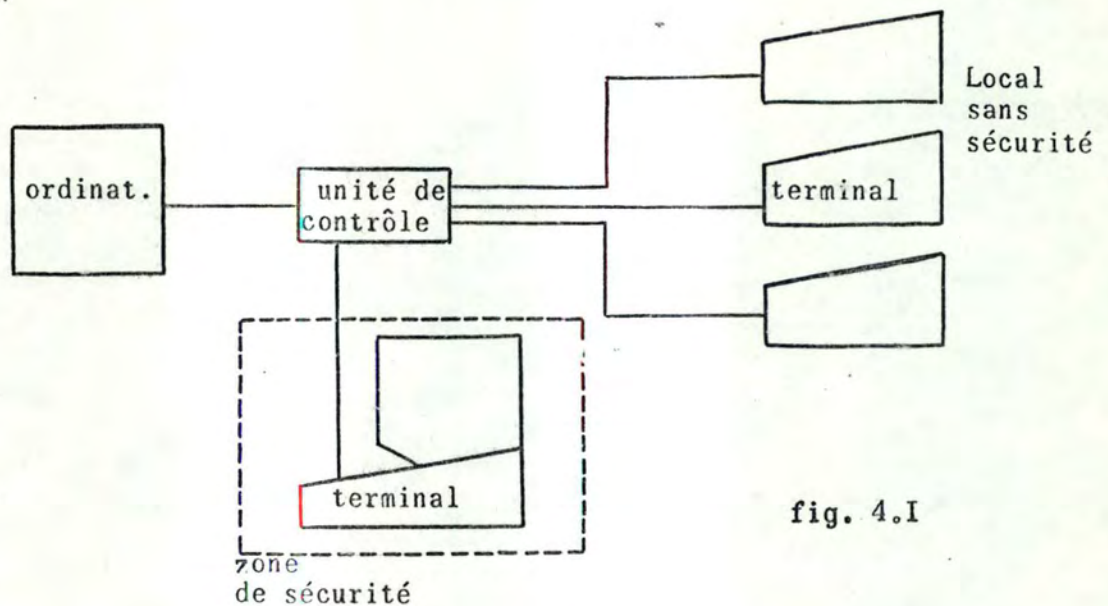 Local
sans
sécurité
ordinat.
unité de
contrôle
terminal
terminal
fig. 4.I
zone
de sécurité